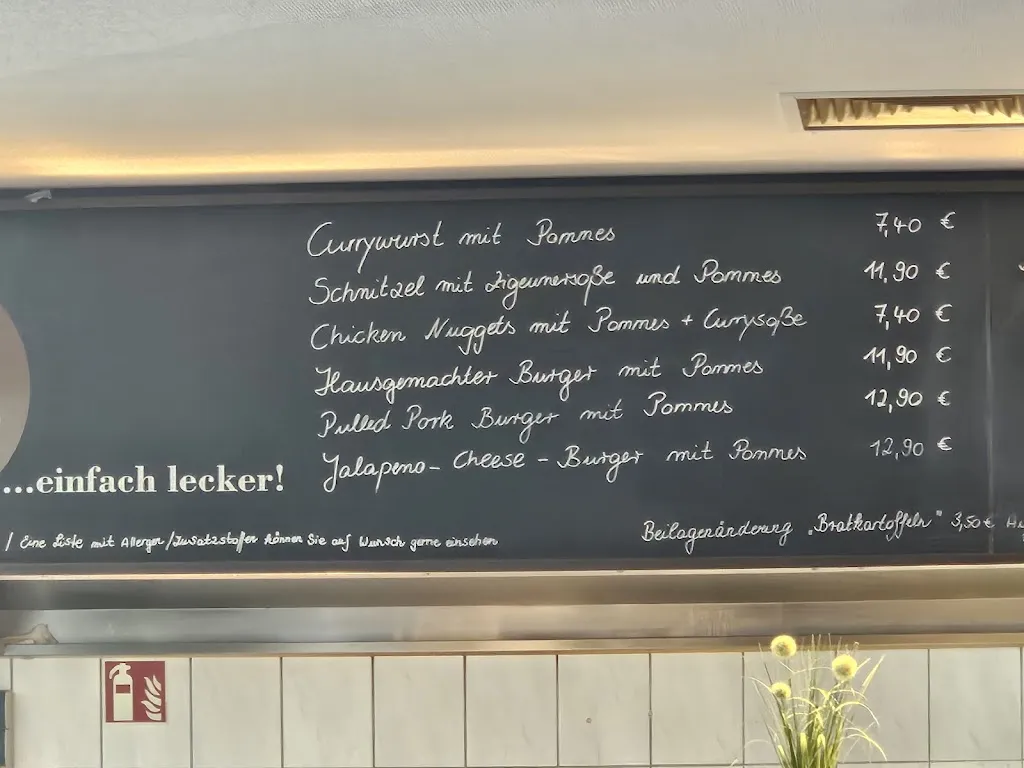 Currywurst mit Pommes 7,40 €
Schnitzel mit Zigeunersoße und Pommes 11,90 €
Chicken Nuggets mit Pommes + Currysoße 7,40 €
Hausgemachter Burger mit Pommes 11,90 €
Pulled Pork Burger mit Pommes 12,90 €
Jalapeno - Cheese - Burger mit Pommes 12,90 €
...einfach lecker!
/ Eine Liste mit Allergen/Zusatzstoffen können Sie auf Wunsch gerne einsehen
Beilagenänderung „Bratkartoffeln" 3,50 €